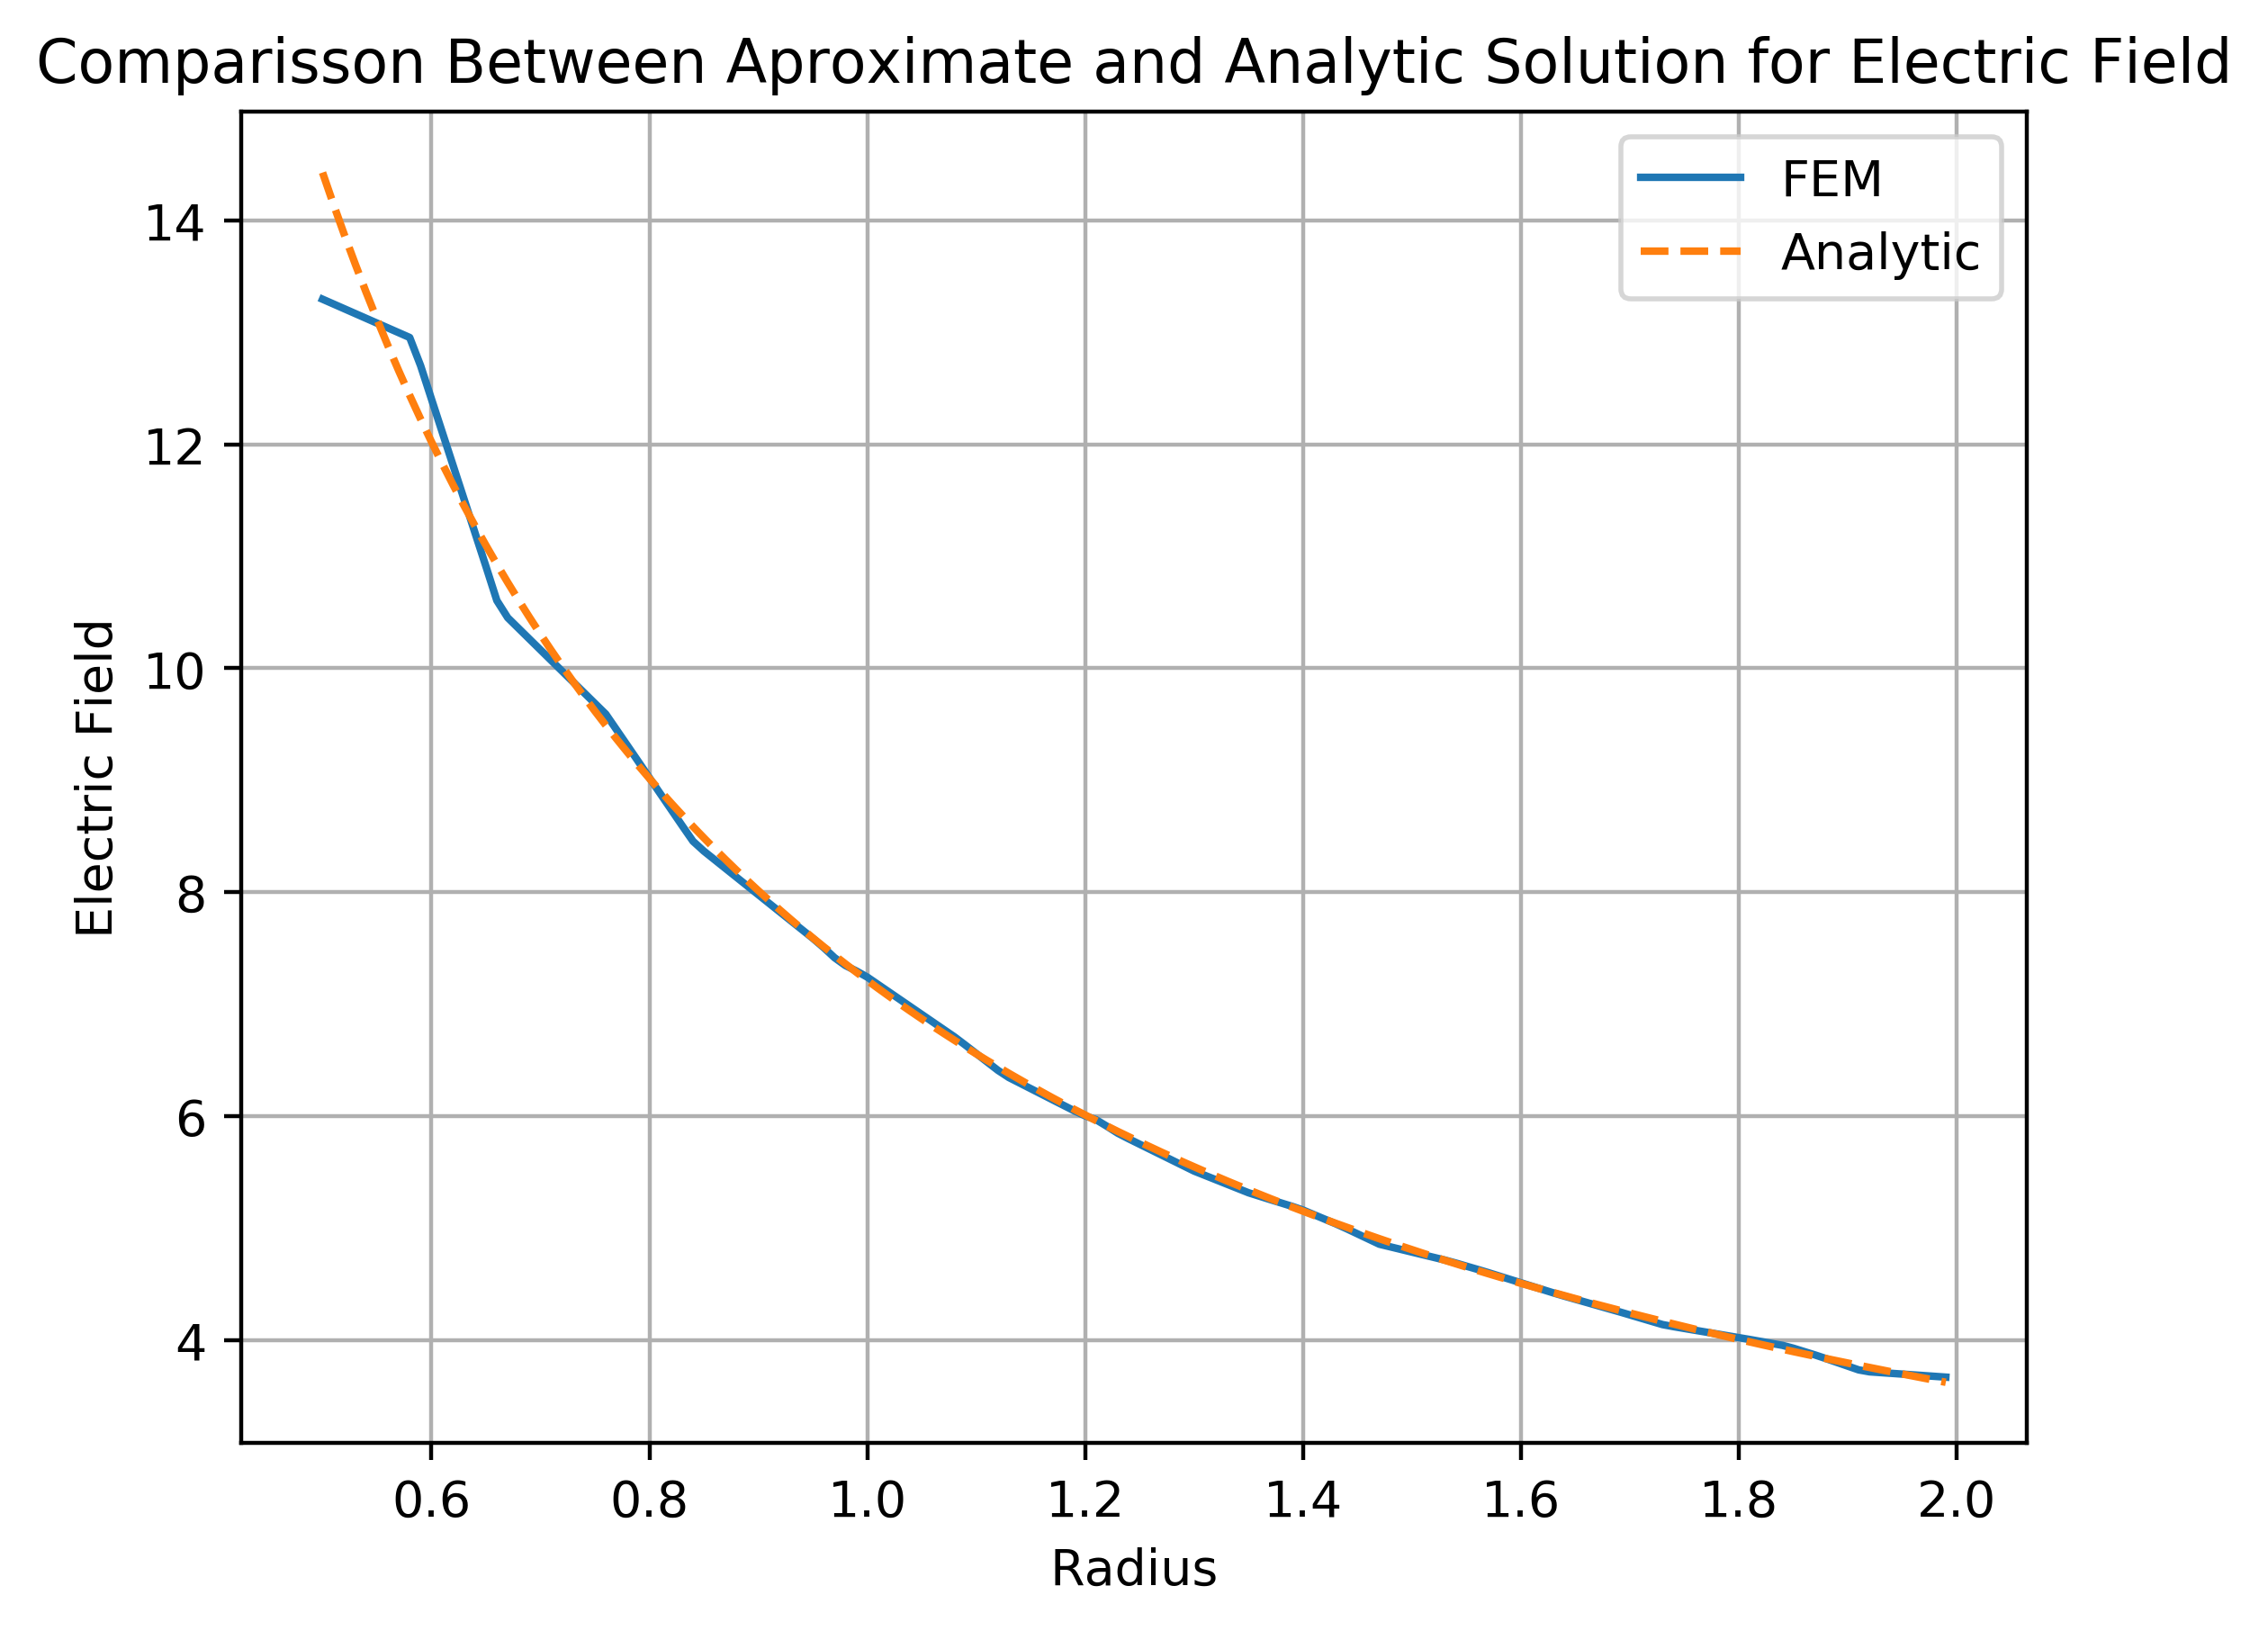 Comparisson Between Aproximate and Analytic Solution for Electric Field
FEM
Analytic
14
12
10
8
6
4
Electric Field
0.6 0.8 1.0 1.2 1.4 1.6 1.8 2.0
Radius